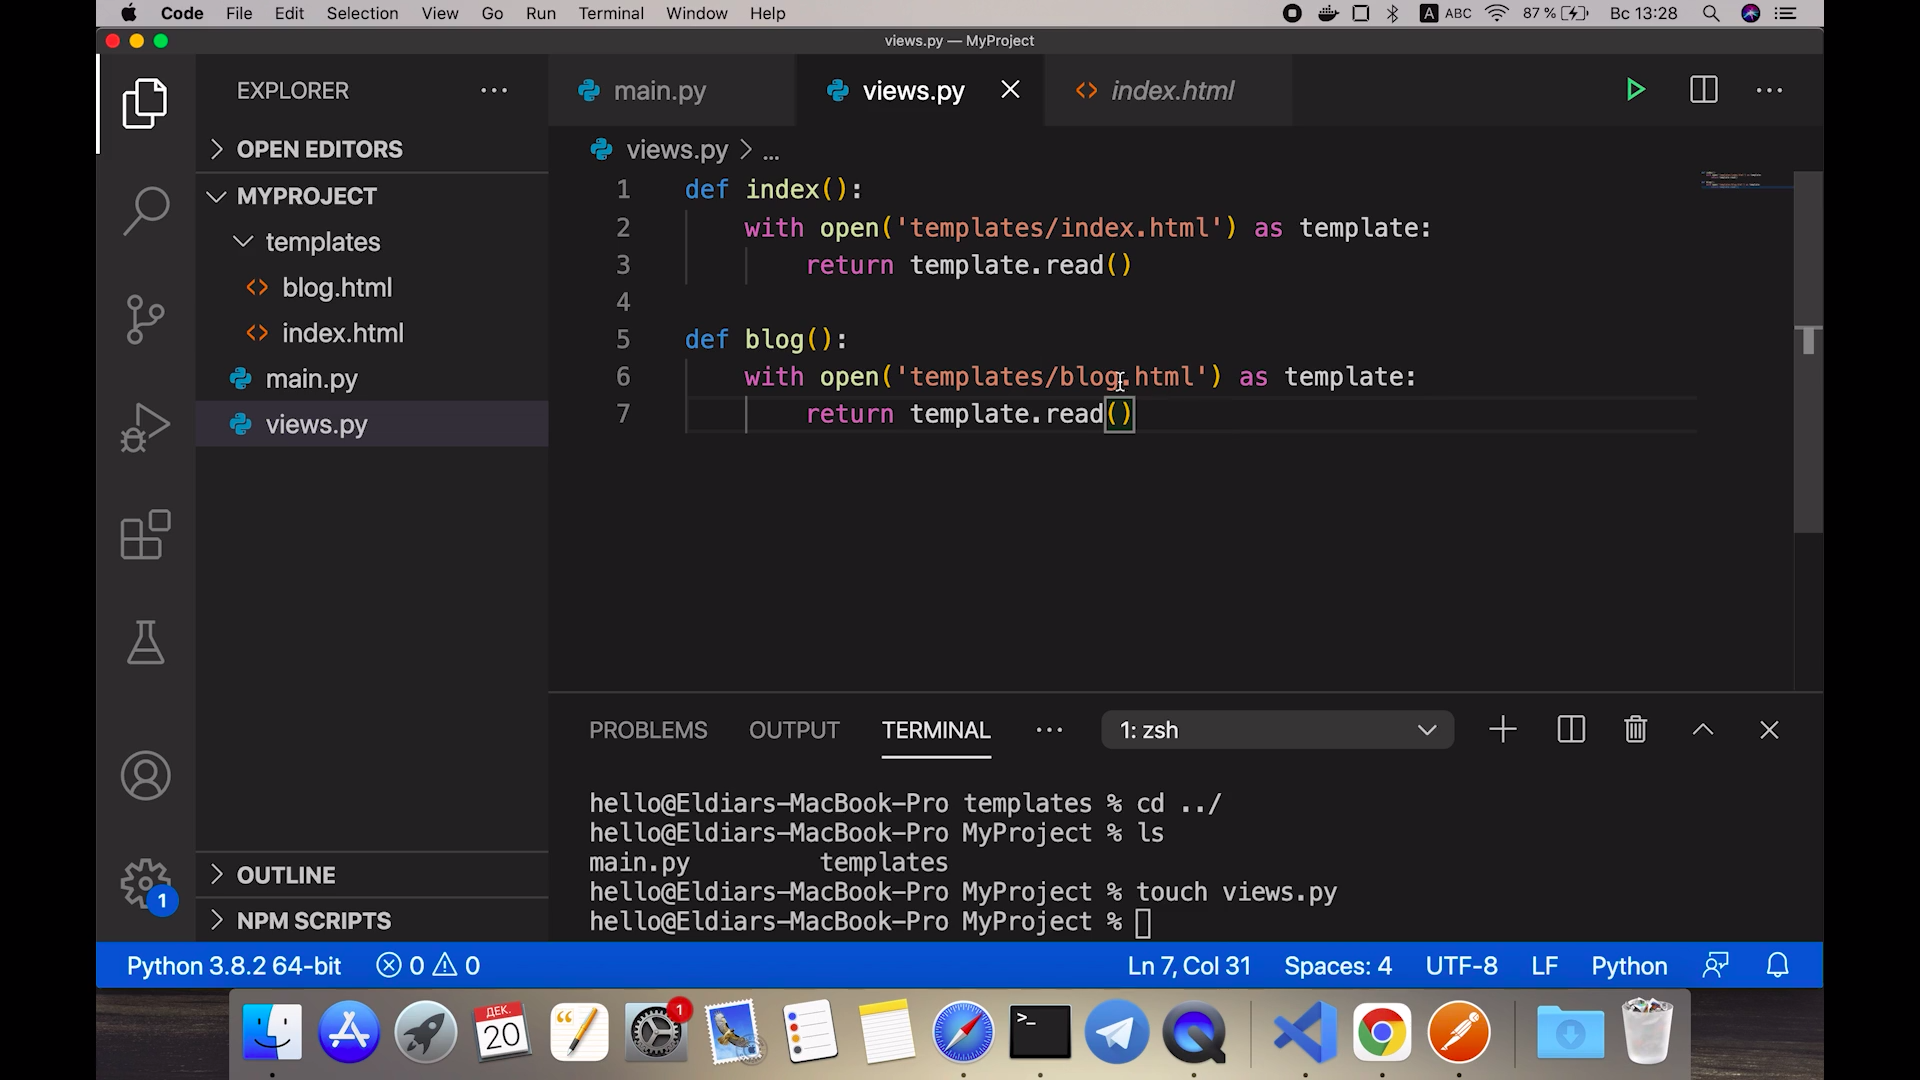 Code File Edit Selection View Go Run Terminal Window Help A ABC 87 % Вс 13:28
views.py — MyProject
EXPLORER
main.py
views.py
index.html
OPEN EDITORS
views.py > ...
MYPROJECT
templates
blog.html
index.html
main.py
views.py
1 def index():
2 with open('templates/index.html') as template:
3 return template.read()
4
5 def blog():
6 with open('templates/blog.html') as template:
7 return template.read()
PROBLEMS OUTPUT TERMINAL ... 1: zsh
hello@Eldiars-MacBook-Pro templates % cd ../
hello@Eldiars-MacBook-Pro MyProject % ls
main.py templates
hello@Eldiars-MacBook-Pro MyProject % touch views.py
hello@Eldiars-MacBook-Pro MyProject %
OUTLINE
NPM SCRIPTS
1
Python 3.8.2 64-bit 0 0 Ln 7, Col 31 Spaces: 4 UTF-8 LF Python
ДЕК.
20
1